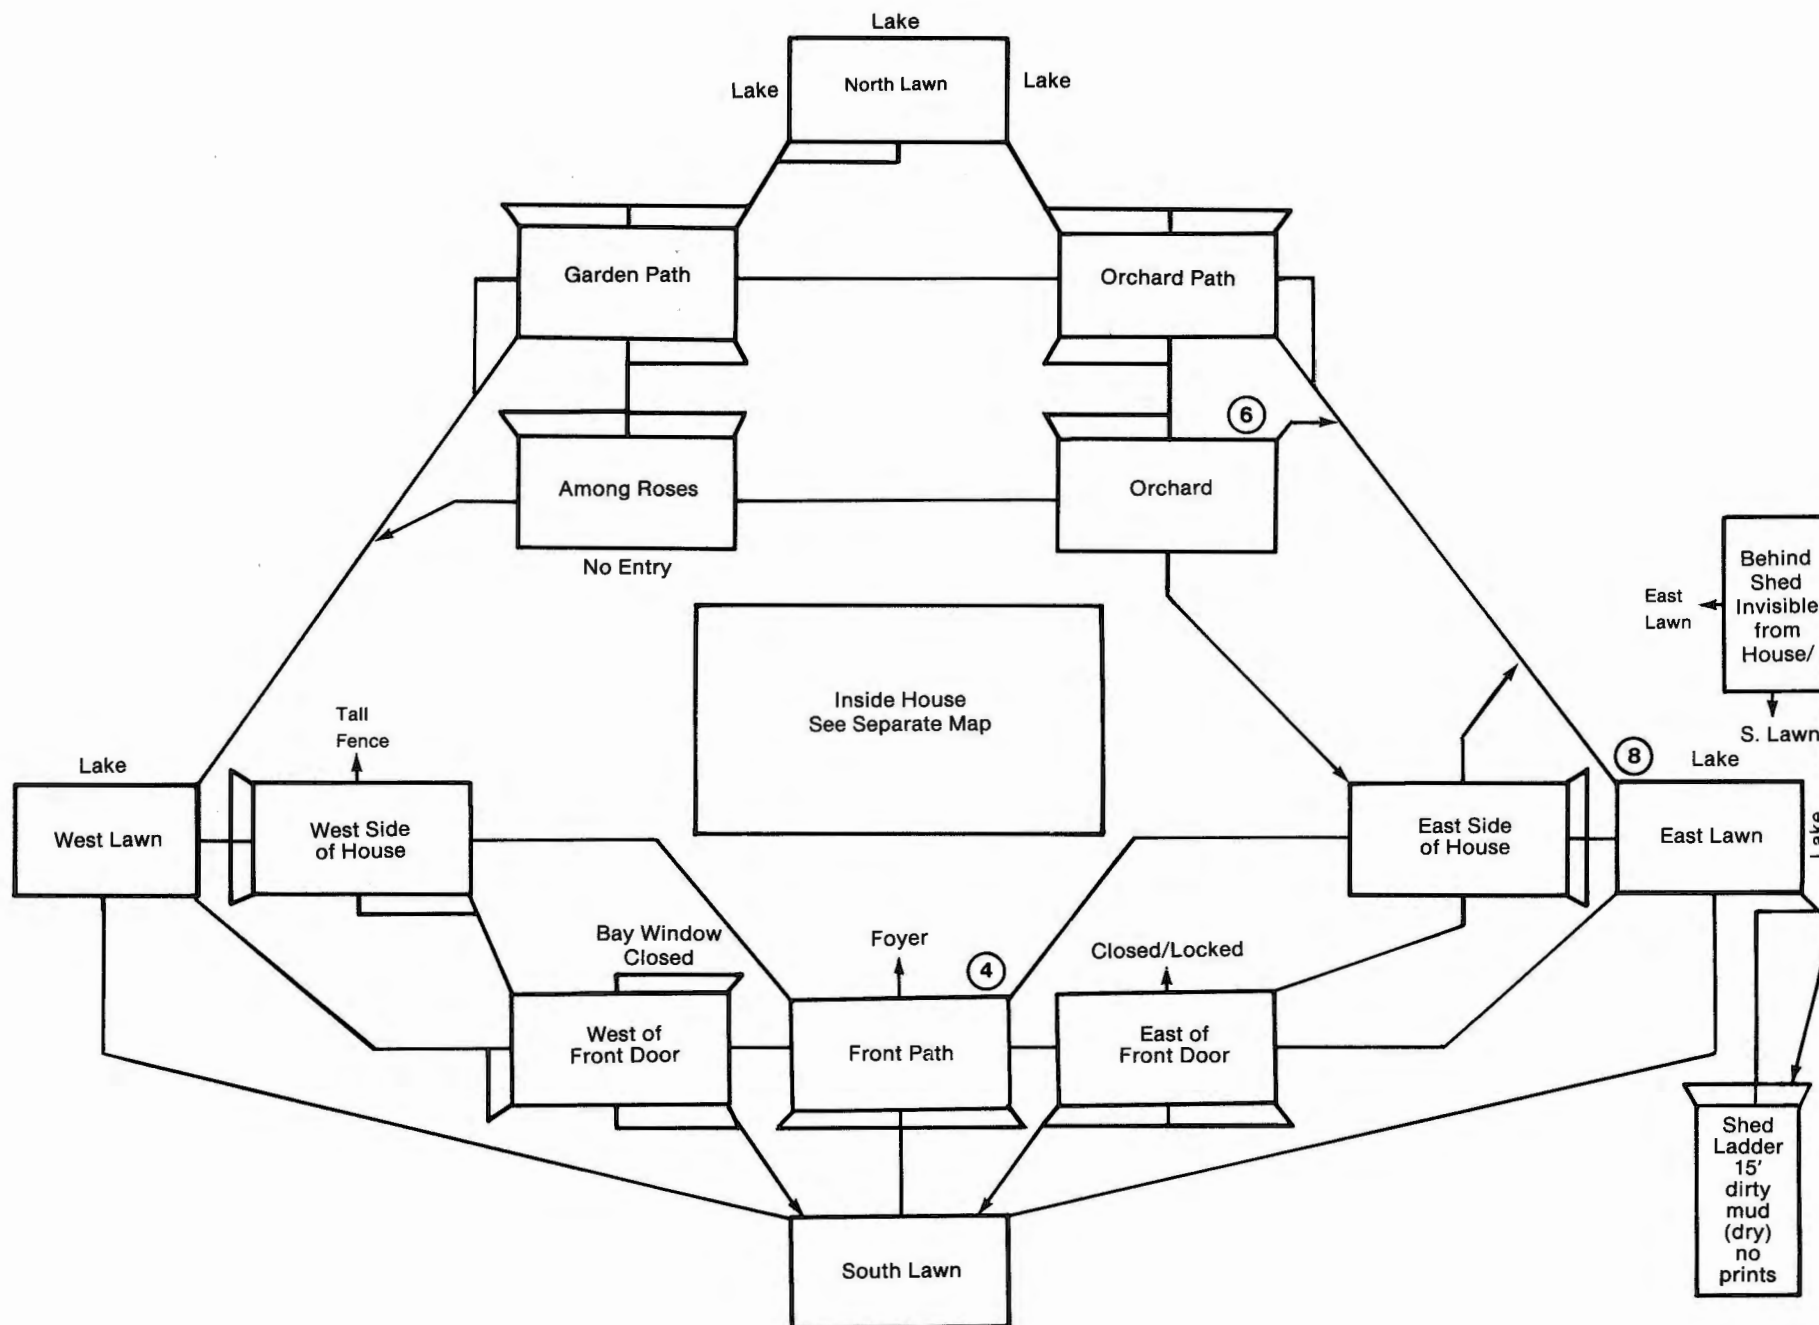 Lake
Lake
North Lawn
Lake
Garden Path
Orchard Path
6
Among Roses
Orchard
No Entry
Behind
Shed
Invisible
from
House/
East
Lawn
S. Lawn
Inside House
See Separate Map
Tall
Fence
8
Lake
Lake
West Lawn
West Side
of House
East Side
of House
East Lawn
Lake
Bay Window
Closed
Foyer
4
Closed/Locked
West of
Front Door
Front Path
East of
Front Door
Shed
Ladder
15'
dirty
mud
(dry)
no
prints
South Lawn